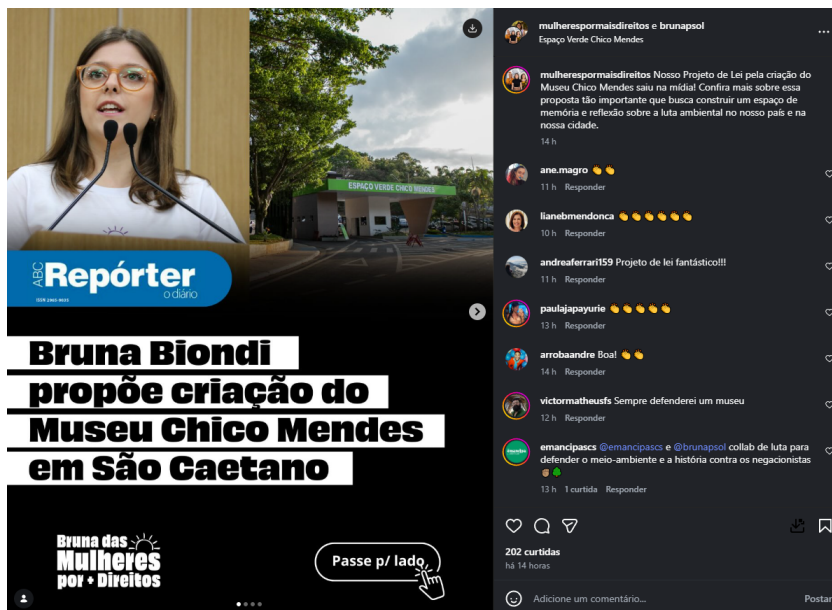 ESPAÇO VERDE CHICO MENDES
ABC
Repórter
o diário
Bruna Biondi
propõe criação do
Museu Chico Mendes
em São Caetano
Bruna das
Mulheres
por + Direitos
Passe p/ lado
mulherespormaisdireitos e brunapsol
Espaço Verde Chico Mendes
mulherespormaisdireitos Nosso Projeto de Lei pela criação do
Museu Chico Mendes saiu na mídia! Confira mais sobre essa
proposta tão importante que busca construir um espaço de
memória e reflexão sobre a luta ambiental no nosso país e na
nossa cidade.
14 h
ane.magro 👏👏
11 h Responder
lianebmendonca 👏👏👏👏👏👏
10 h Responder
andreaferrari159 Projeto de lei fantástico!!!
11 h Responder
paulajapayurie 👏👏👏👏👏
13 h Responder
arrobaandre Boa! 👏👏
14 h Responder
victormatheusfs Sempre defenderei um museu
12 h Responder
emancipascs @emancipascs e @brunapsol collab de luta para
defender o meio-ambiente e a história contra os negacionistas
✊🏽🌳
13 h 1 curtida Responder
202 curtidas
há 14 horas
Adicione um comentário...
Postar